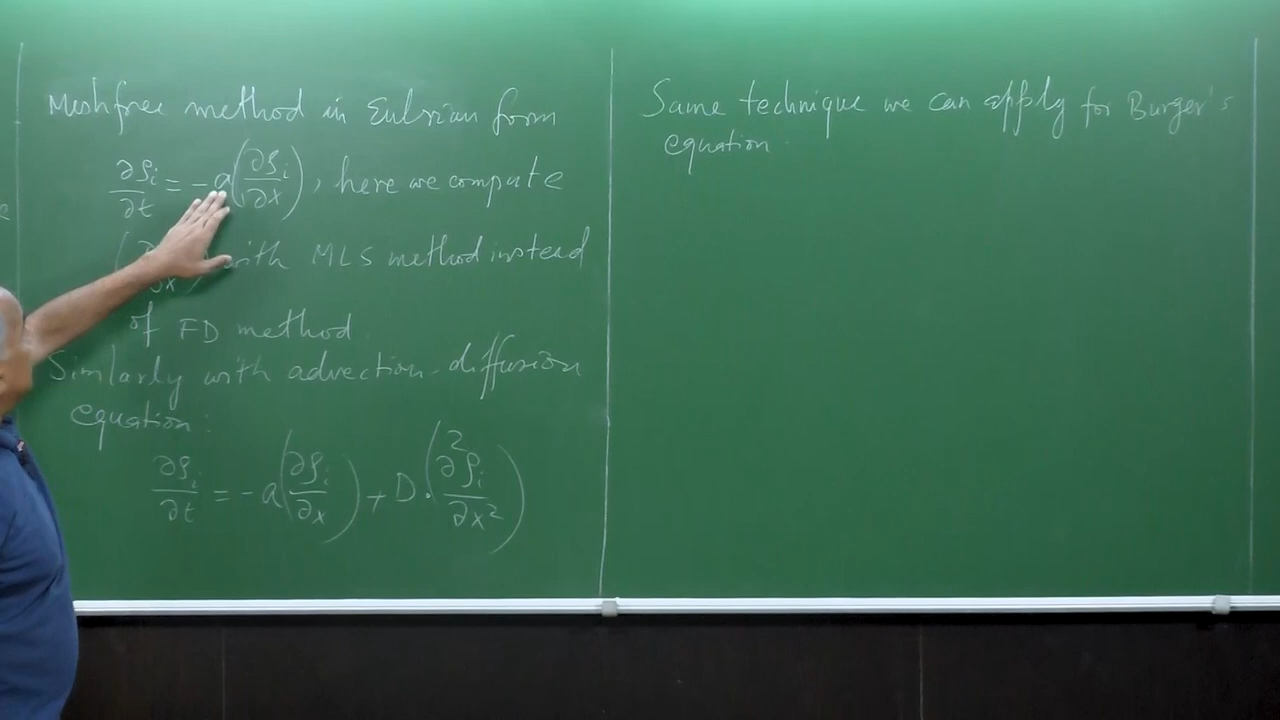 Meshfree method in Eulerian form
∂ρi/∂t = -a(∂ρi/∂x), here we compute
with MLS method instead
of FD method.
Similarly with advection-diffusion
equation:
∂ρi/∂t = -a(∂ρi/∂x) + D.(∂²ρi/∂x²)
Same technique we can apply for Burger's
equation.